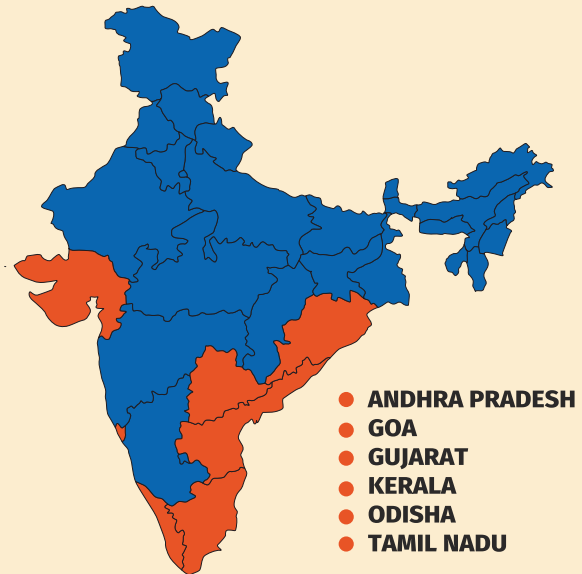 ANDHRA PRADESH
GOA
GUJARAT
KERALA
ODISHA
TAMIL NADU